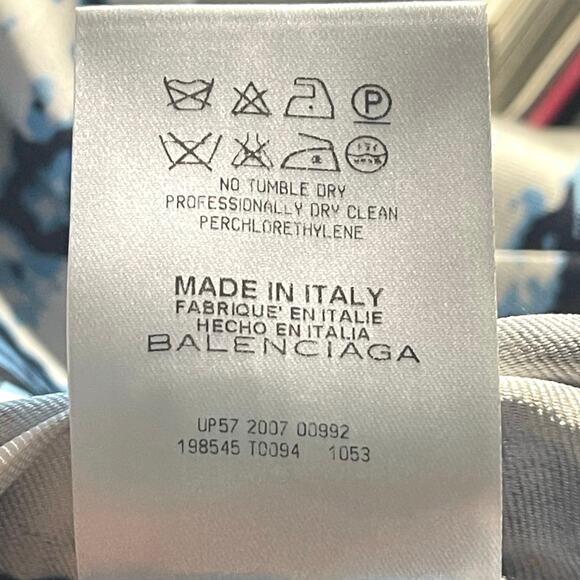 P
NO TUMBLE DRY
PROFESSIONALLY DRY CLEAN
PERCHLORETHYLENE
MADE IN ITALY
FABRIQUE' EN ITALIE
HECHO EN ITALIA
BALENCIAGA
UP57 2007 00992
198545 T0094 1053